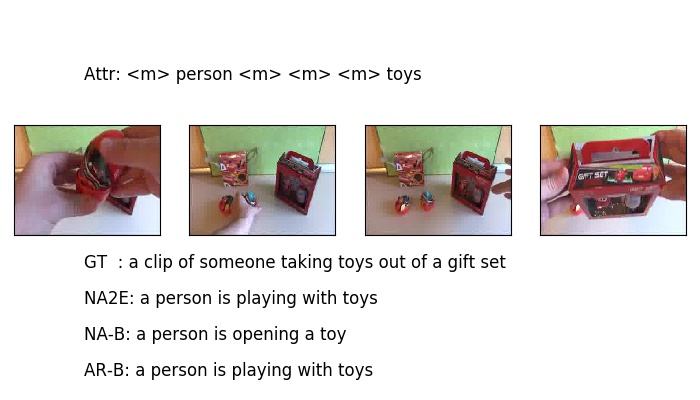 Attr: <m> person <m> <m> <m> toys
GIFT SET
GT  : a clip of someone taking toys out of a gift set
NA2E: a person is playing with toys
NA-B: a person is opening a toy
AR-B: a person is playing with toys